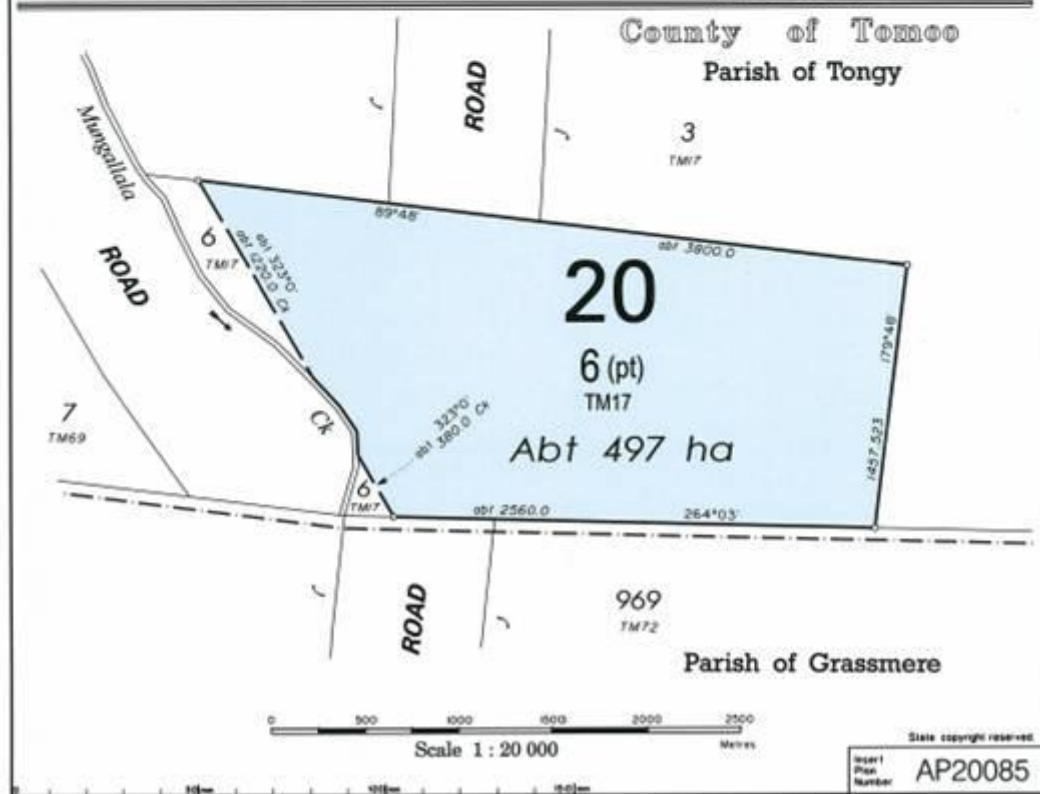 County of Tomoo
Parish of Tongy
ROAD
3
TM17
Mungallala
89°48'
abt 3800.0
6
TM17
abt 323°0'
abt 1220.0 Ck
ROAD
20
6 (pt)
TM17
Abt 497 ha
179°48'
1457.523
7
TM69
Ck
323°0'
abt 380.0 Ck
6
TM17
abt 2560.0
264°03'
ROAD
969
TM72
Parish of Grassmere
0 500 1000 1500 2000 2500
Metres
Scale 1 : 20 000
State copyright reserved
Insert
Plan
Number
AP20085
50mm 100mm 150mm